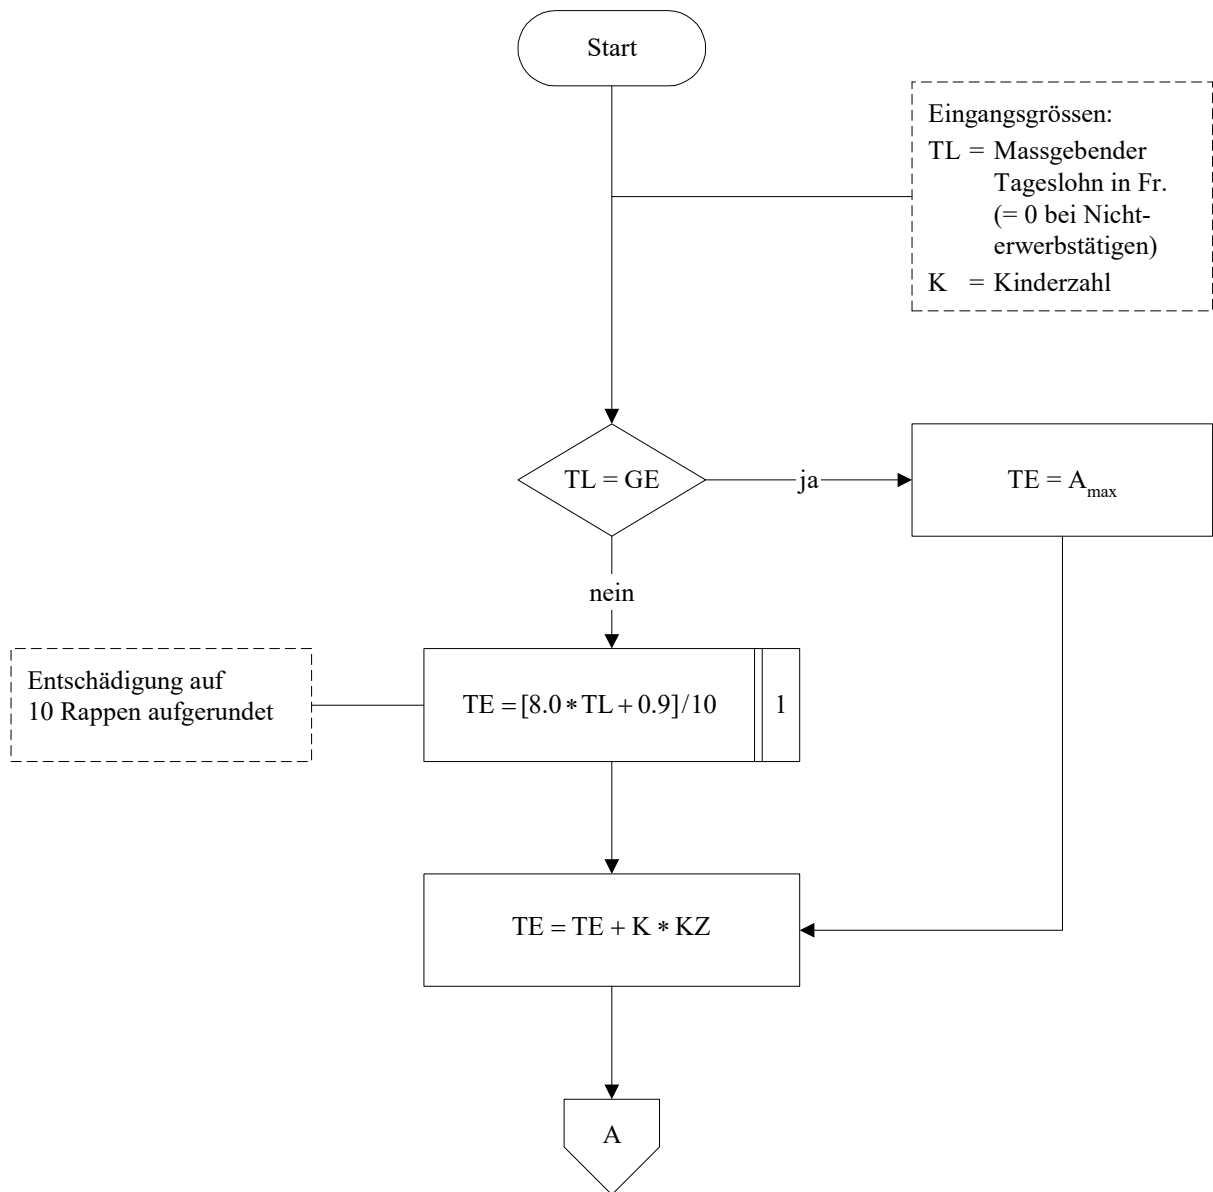 Start
Eingangsgrössen:
TL = Massgebender
Tageslohn in Fr.
(= 0 bei Nicht-
erwerbstätigen)
K = Kinderzahl
TL = GE
ja
TE = Amax
nein
Entschädigung auf
10 Rappen aufgerundet
TE = [8.0 * TL + 0.9] / 10
1
TE = TE + K * KZ
A